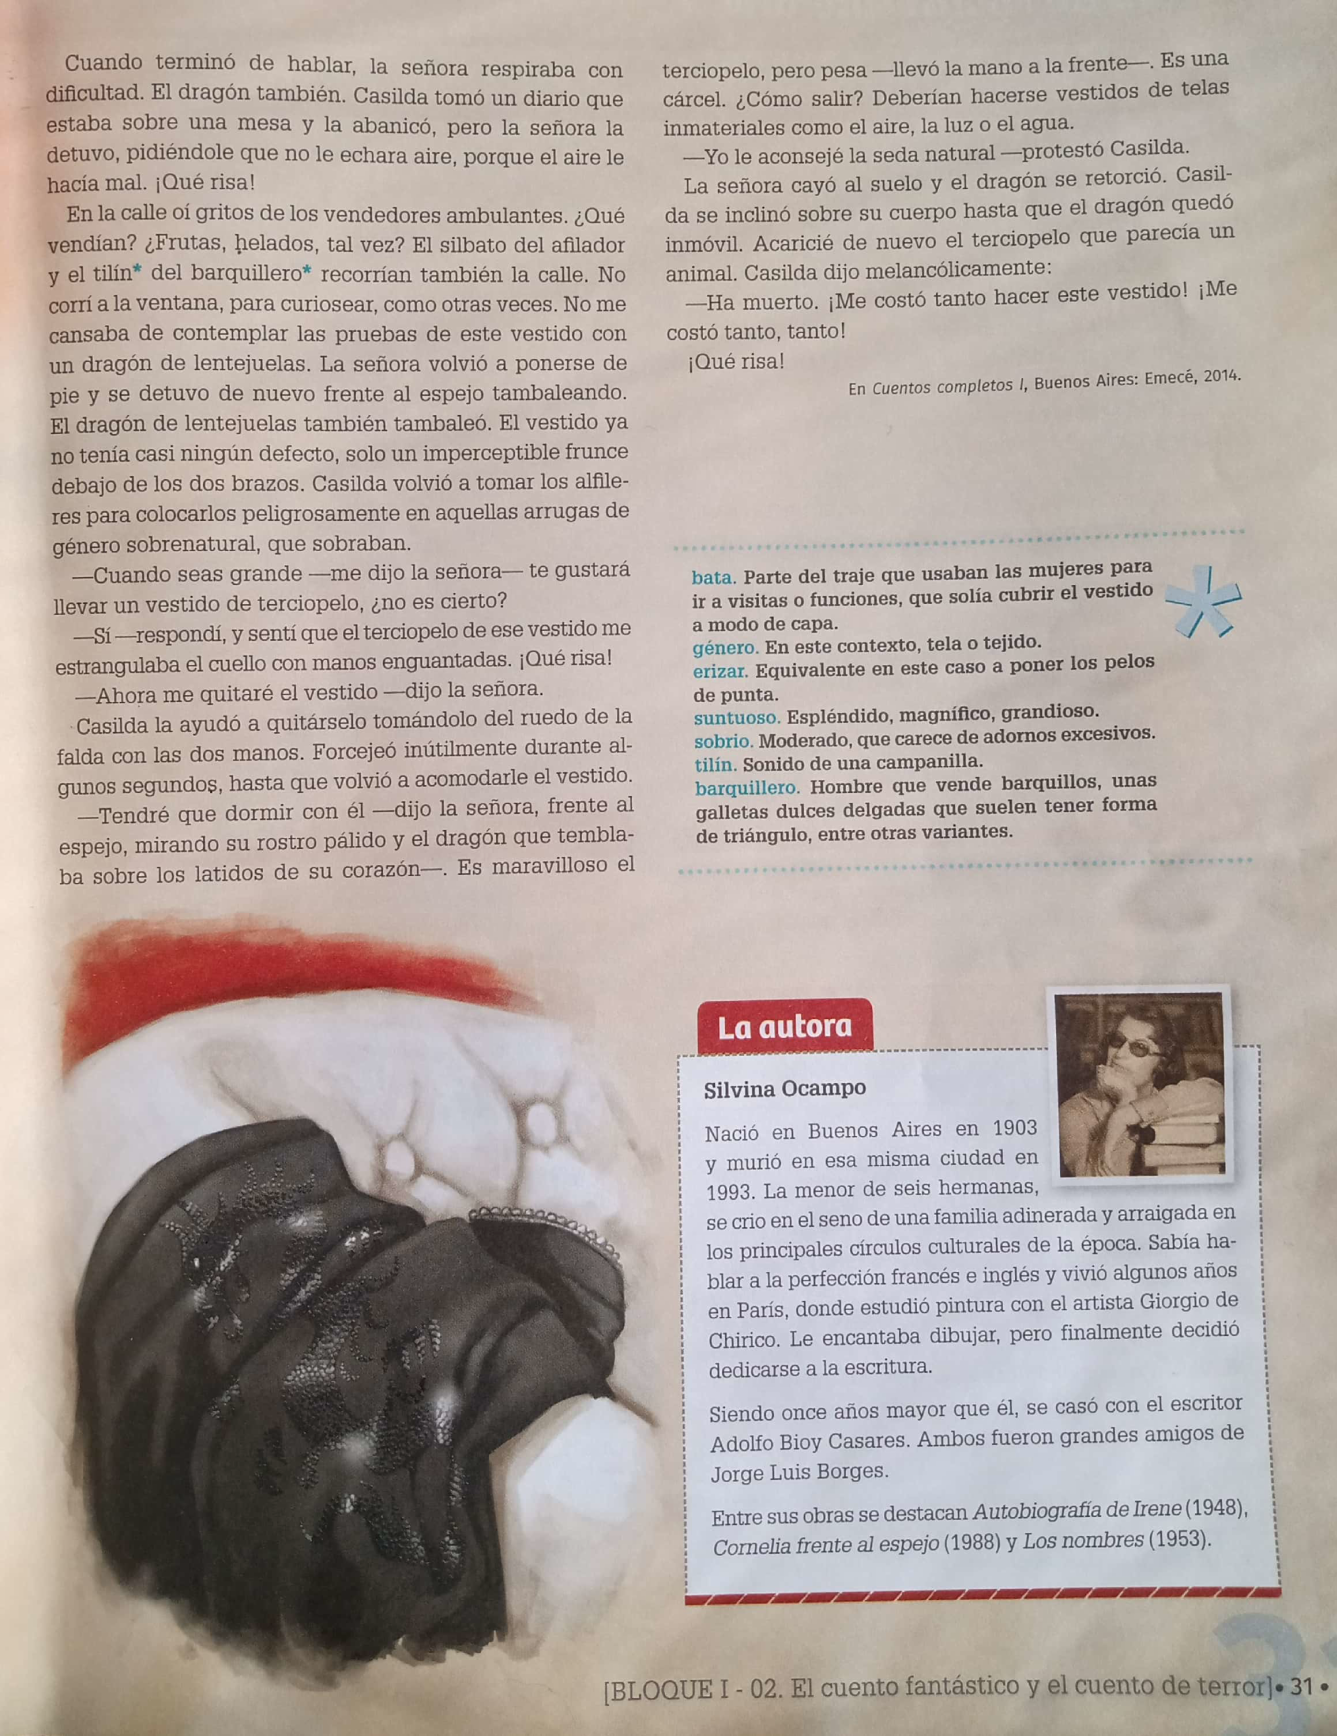 Cuando terminó de hablar, la señora respiraba con
dificultad. El dragón también. Casilda tomó un diario que
estaba sobre una mesa y la abanicó, pero la señora la
detuvo, pidiéndole que no le echara aire, porque el aire le
hacía mal. ¡Qué risa!
En la calle oí gritos de los vendedores ambulantes. ¿Qué
vendían? ¿Frutas, helados, tal vez? El silbato del afilador
y el tilín* del barquillero* recorrían también la calle. No
corrí a la ventana, para curiosear, como otras veces. No me
cansaba de contemplar las pruebas de este vestido con
un dragón de lentejuelas. La señora volvió a ponerse de
pie y se detuvo de nuevo frente al espejo tambaleando.
El dragón de lentejuelas también tambaleó. El vestido ya
no tenía casi ningún defecto, solo un imperceptible frunce
debajo de los dos brazos. Casilda volvió a tomar los alfile-
res para colocarlos peligrosamente en aquellas arrugas de
género sobrenatural, que sobraban.
—Cuando seas grande —me dijo la señora— te gustará
llevar un vestido de terciopelo, ¿no es cierto?
—Sí —respondí, y sentí que el terciopelo de ese vestido me
estrangulaba el cuello con manos enguantadas. ¡Qué risa!
—Ahora me quitaré el vestido —dijo la señora.
Casilda la ayudó a quitárselo tomándolo del ruedo de la
falda con las dos manos. Forcejeó inútilmente durante al-
gunos segundos, hasta que volvió a acomodarle el vestido.
—Tendré que dormir con él —dijo la señora, frente al
espejo, mirando su rostro pálido y el dragón que tembla-
ba sobre los latidos de su corazón—. Es maravilloso el
terciopelo, pero pesa —llevó la mano a la frente—. Es una
cárcel. ¿Cómo salir? Deberían hacerse vestidos de telas
inmateriales como el aire, la luz o el agua.
—Yo le aconsejé la seda natural —protestó Casilda.
La señora cayó al suelo y el dragón se retorció. Casil-
da se inclinó sobre su cuerpo hasta que el dragón quedó
inmóvil. Acaricié de nuevo el terciopelo que parecía un
animal. Casilda dijo melancólicamente:
—Ha muerto. ¡Me costó tanto hacer este vestido! ¡Me
costó tanto, tanto!
¡Qué risa!
En Cuentos completos I, Buenos Aires: Emecé, 2014.
bata. Parte del traje que usaban las mujeres para
ir a visitas o funciones, que solía cubrir el vestido
a modo de capa.
género. En este contexto, tela o tejido.
erizar. Equivalente en este caso a poner los pelos
de punta.
suntuoso. Espléndido, magnífico, grandioso.
sobrio. Moderado, que carece de adornos excesivos.
tilín. Sonido de una campanilla.
barquillero. Hombre que vende barquillos, unas
galletas dulces delgadas que suelen tener forma
de triángulo, entre otras variantes.
*
La autora
Silvina Ocampo
Nació en Buenos Aires en 1903
y murió en esa misma ciudad en
1993. La menor de seis hermanas,
se crio en el seno de una familia adinerada y arraigada en
los principales círculos culturales de la época. Sabía ha-
blar a la perfección francés e inglés y vivió algunos años
en París, donde estudió pintura con el artista Giorgio de
Chirico. Le encantaba dibujar, pero finalmente decidió
dedicarse a la escritura.
Siendo once años mayor que él, se casó con el escritor
Adolfo Bioy Casares. Ambos fueron grandes amigos de
Jorge Luis Borges.
Entre sus obras se destacan Autobiografía de Irene (1948),
Cornelia frente al espejo (1988) y Los nombres (1953).
[BLOQUE I - 02. El cuento fantástico y el cuento de terror]• 31 •